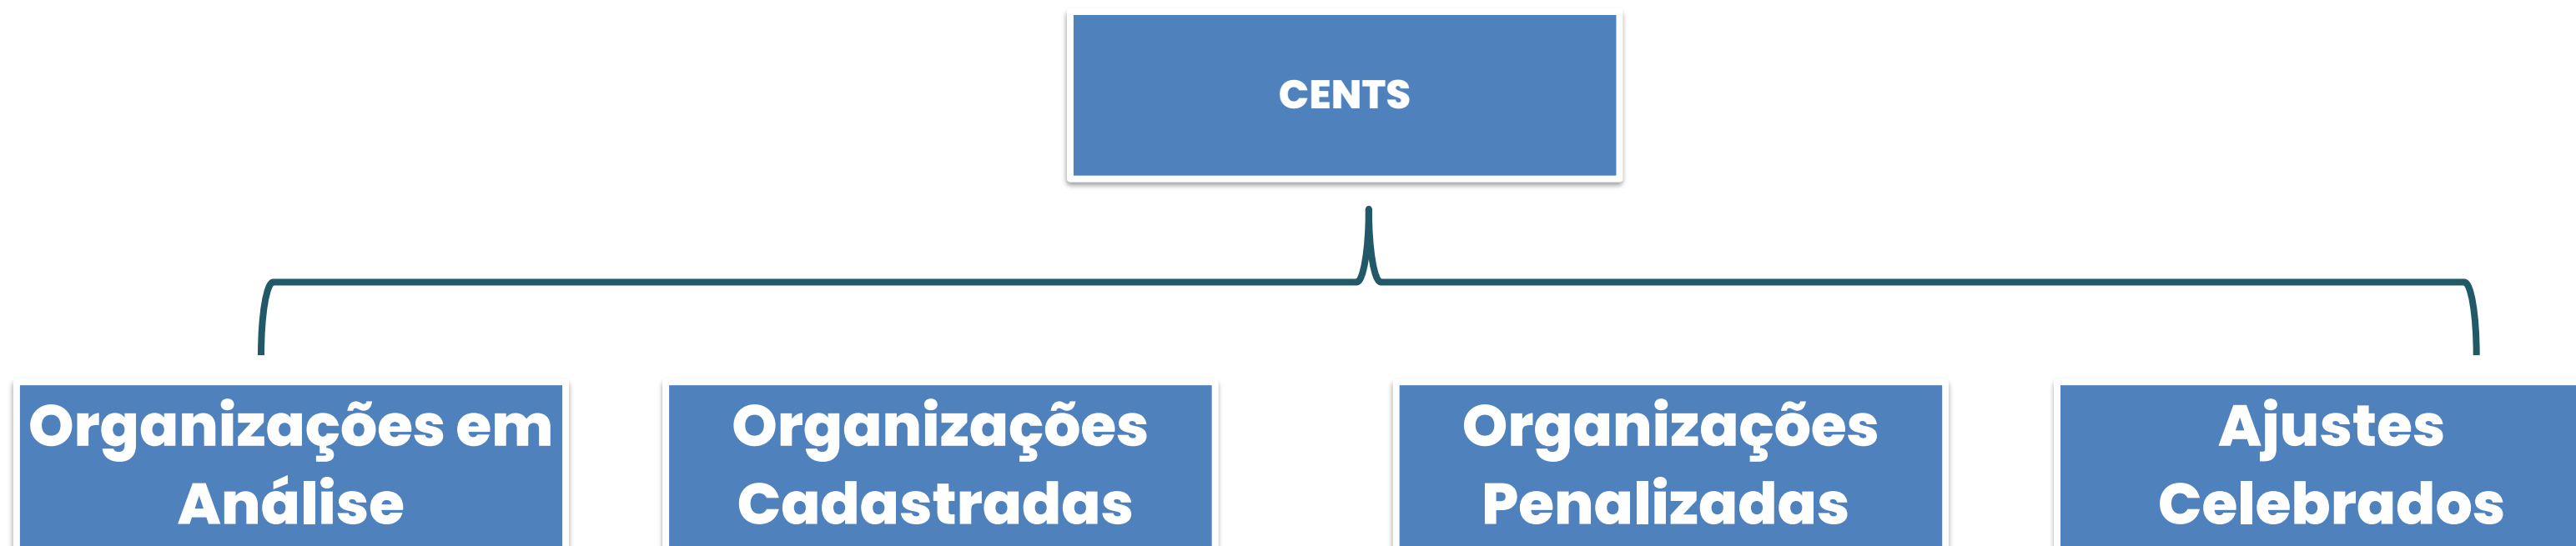 CENTS
Organizações em
Análise
Organizações
Cadastradas
Organizações
Penalizadas
Ajustes
Celebrados